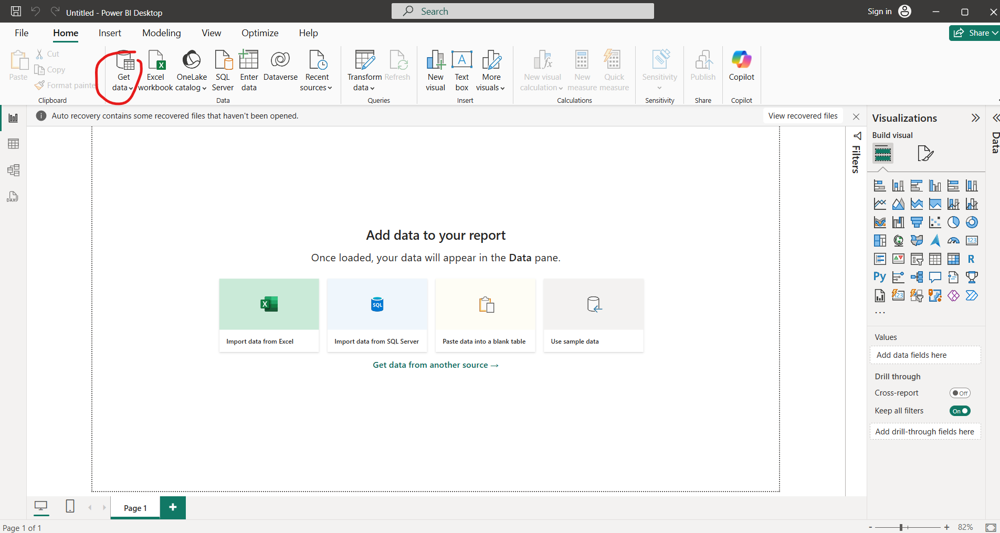 Untitled - Power BI Desktop
Search
Sign in
File Home Insert Modeling View Optimize Help
Share
Paste
Cut
Copy
Format painter
Clipboard
Get data
Excel workbook
OneLake catalog
SQL Server
Enter data
Dataverse
Recent sources
Data
Transform data
Refresh
Queries
New visual
Text box
More visuals
Insert
New visual calculation
New measure
Quick measure
Calculations
Sensitivity
Sensitivity
Publish
Share
Copilot
Copilot
Auto recovery contains some recovered files that haven't been opened.
View recovered files
DAX
Add data to your report
Once loaded, your data will appear in the Data pane.
X
SQL
Import data from Excel
Import data from SQL Server
Paste data into a blank table
Use sample data
Get data from another source →
Filters
Visualizations
Build visual
123
R
Py
123
...
Values
Add data fields here
Drill through
Cross-report
Off
Keep all filters
On
Add drill-through fields here
Data
Page 1
Page 1 of 1
- + 82%